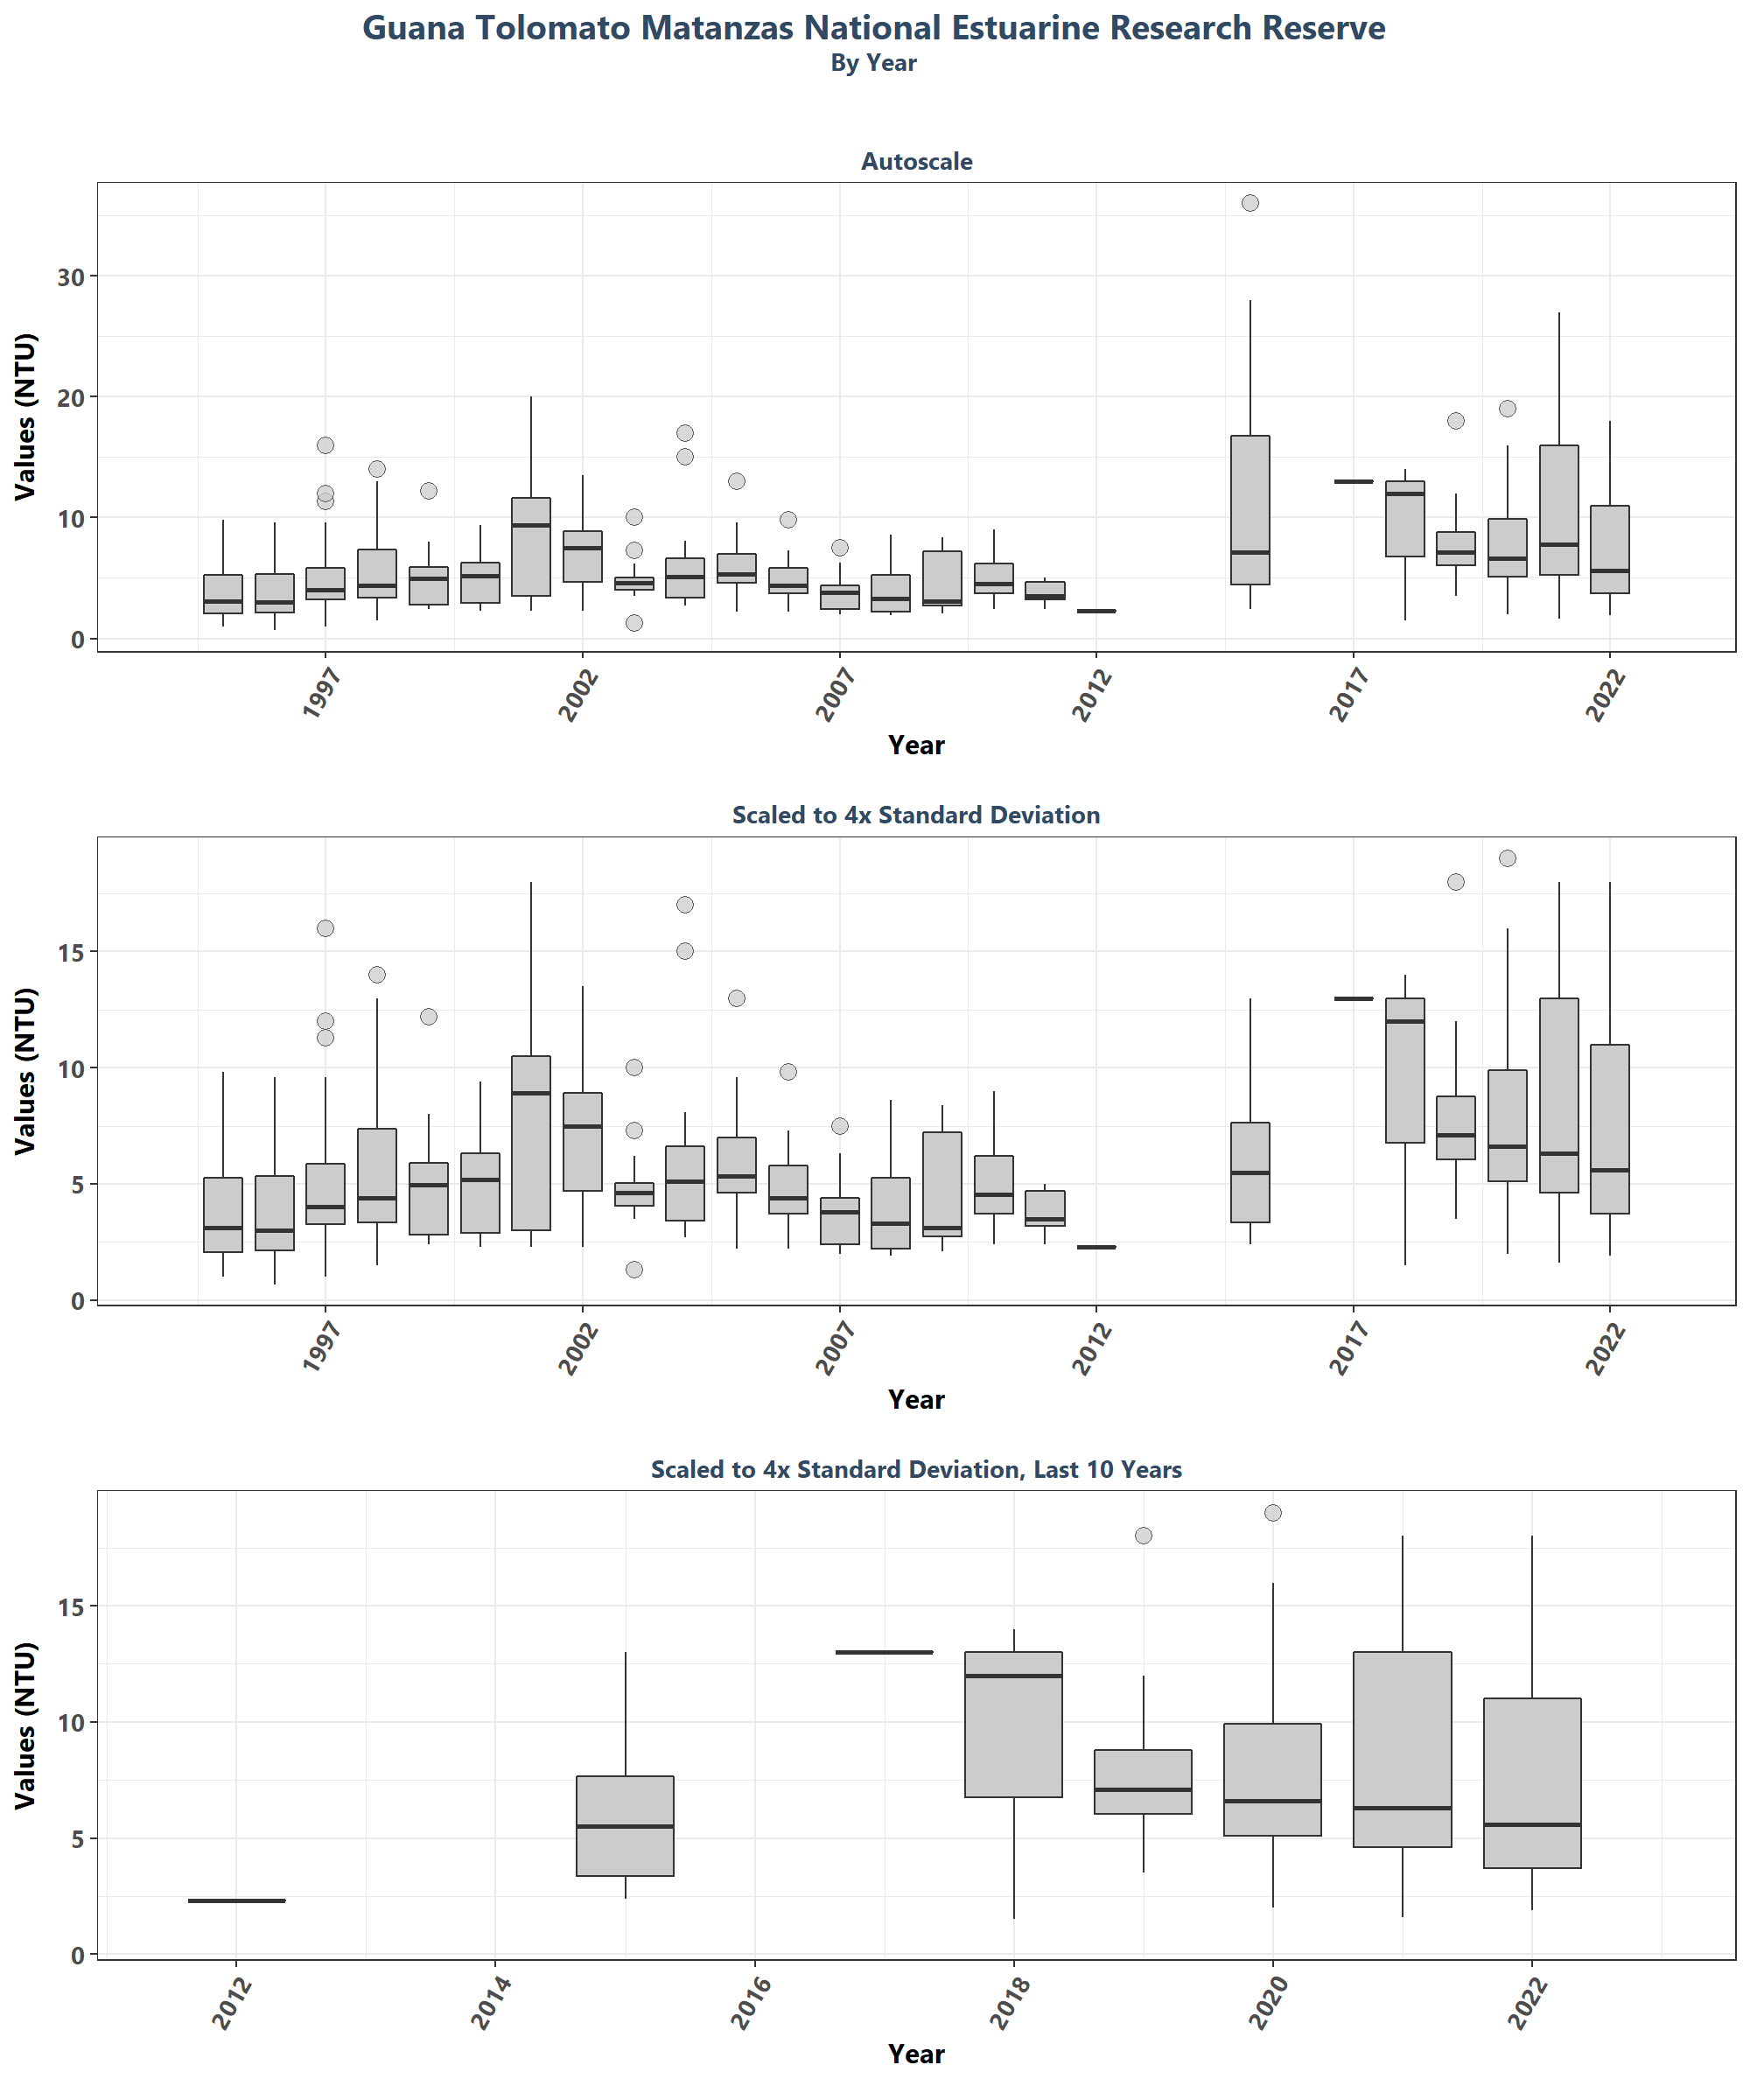 Guana Tolomato Matanzas National Estuarine Research Reserve
By Year
Autoscale
Values (NTU)
30
20
10
0
1997
2002
2007
2012
2017
2022
Year
Scaled to 4x Standard Deviation
Values (NTU)
15
10
5
0
1997
2002
2007
2012
2017
2022
Year
Scaled to 4x Standard Deviation, Last 10 Years
Values (NTU)
15
10
5
0
2012
2014
2016
2018
2020
2022
Year